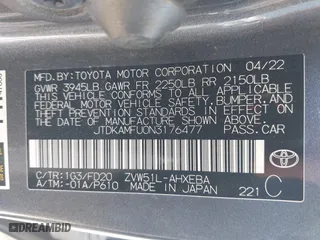 MFD.BY:TOYOTA MOTOR CORPORATION 04/22
GVWR 3945LB GAWR FR 2250LB RR 2150LB
THIS VEHICLE CONFORMS TO ALL APPLICABLE
FEDERAL MOTOR VEHICLE SAFETY, BUMPER, AND
THEFT PREVENTION STANDARDS IN EFFECT ON
THE DATE OF MANUFACTURE SHOWN ABOVE.
JTDKAMFU0N3176477 PASS.CAR
C/TR:1G3/FD20 ZVW51L-AHXEBA
A/TM:-01A/P610 MADE IN JAPAN 221 C
TOYOTA